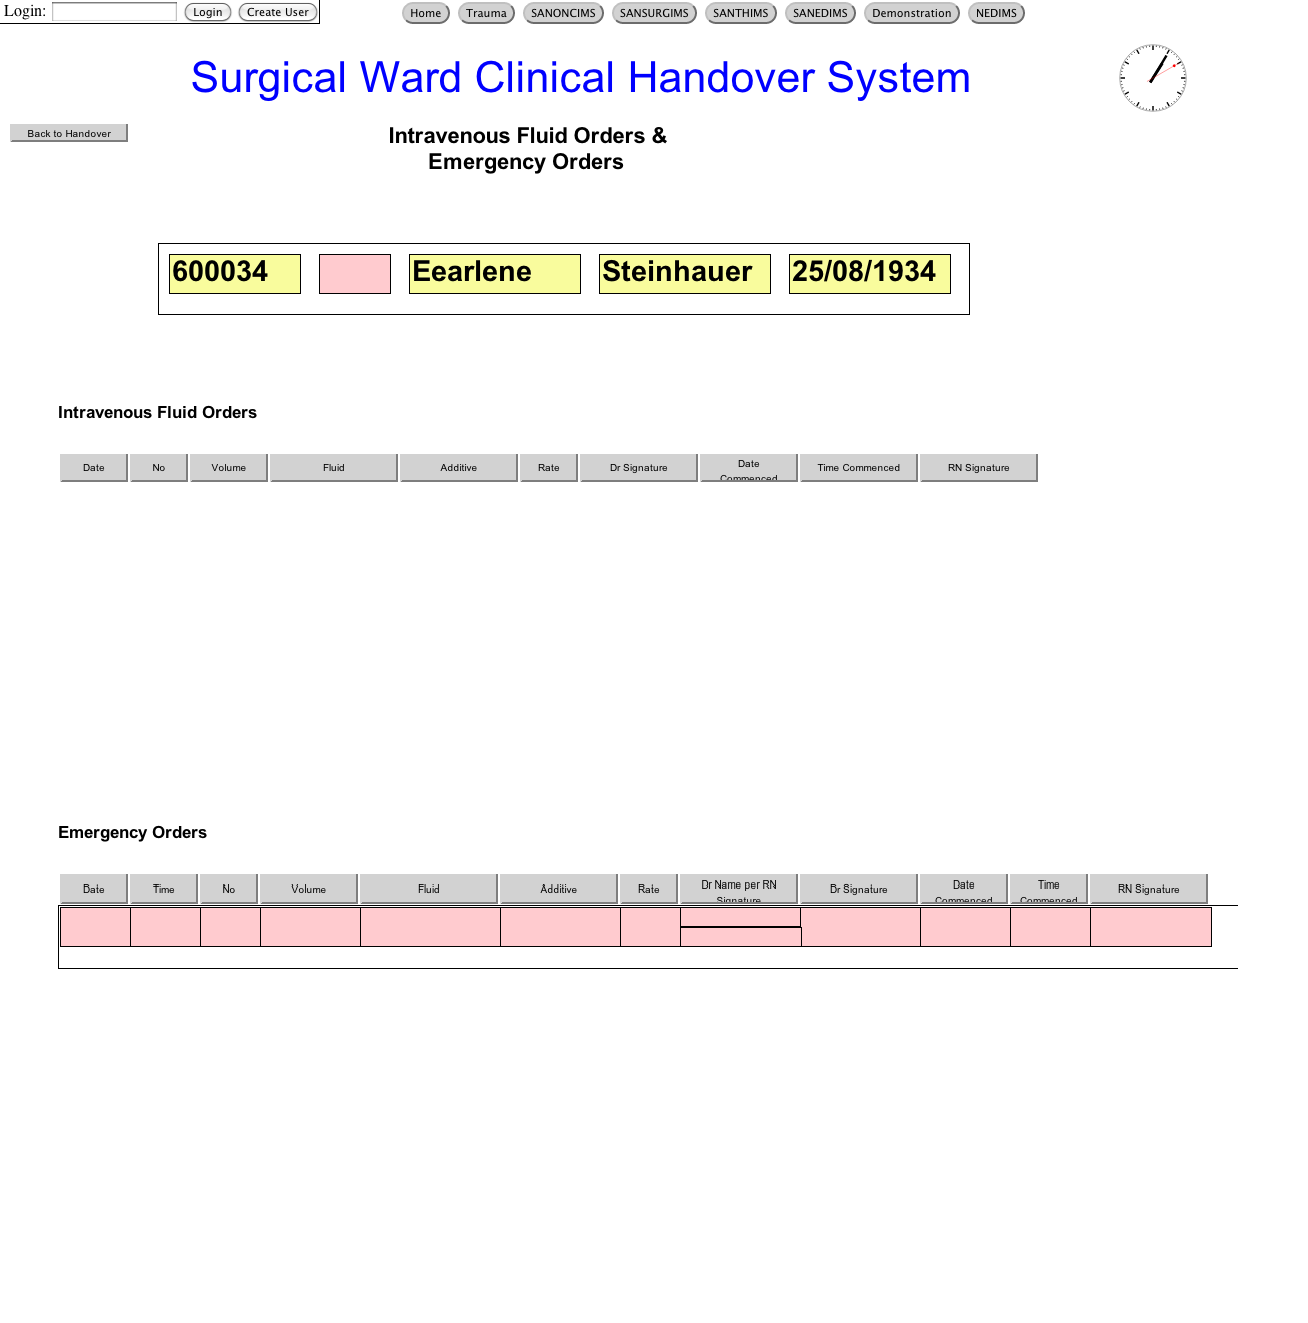 Login: Login Create User Home Trauma SANONCIMS SANSURGIMS SANTHIMS SANEDIMS Demonstration NEDIMS
Surgical Ward Clinical Handover System
Back to Handover
Intravenous Fluid Orders &
Emergency Orders
600034 Eearlene Steinhauer 25/08/1934
Intravenous Fluid Orders
Date No Volume Fluid Additive Rate Dr Signature Date Commenced Time Commenced RN Signature
Emergency Orders
Date Time No Volume Fluid Additive Rate Dr Name per RN Signature Dr Signature Date Commenced Time Commenced RN Signature